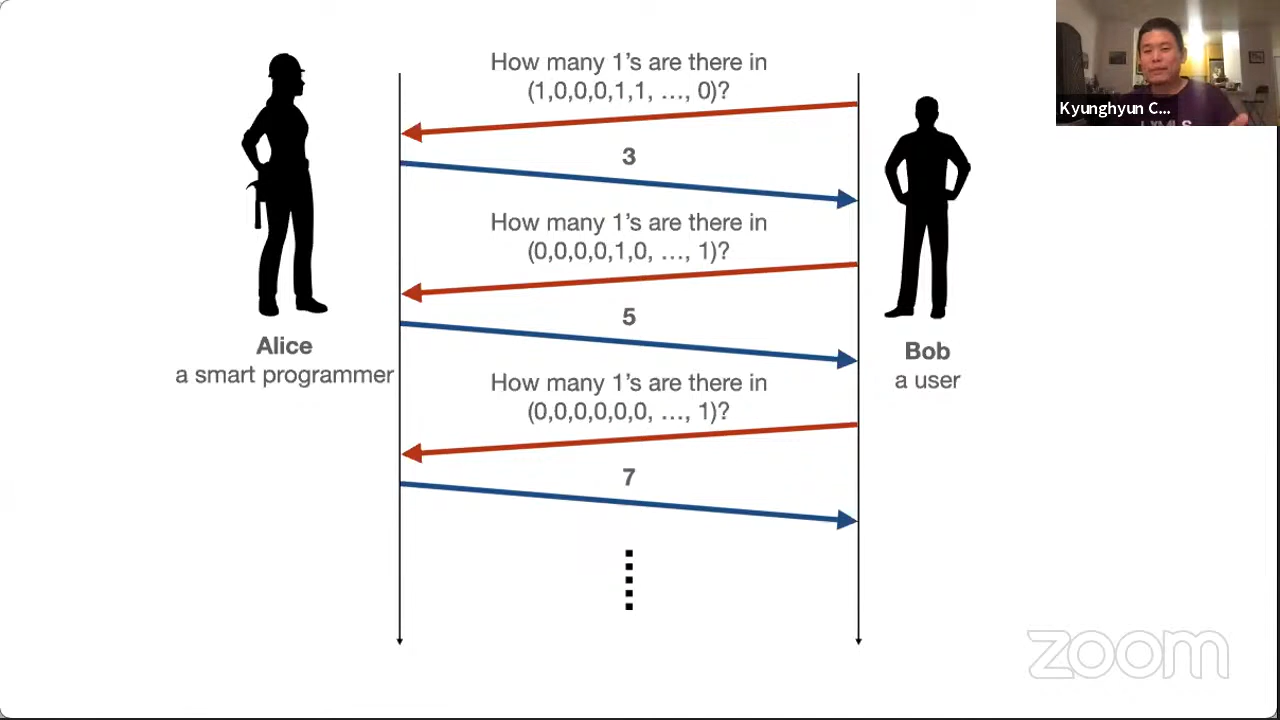 How many 1's are there in
(1,0,0,0,1,1, …, 0)?
3
How many 1's are there in
(0,0,0,0,1,0, …, 1)?
5
How many 1's are there in
(0,0,0,0,0,0, …, 1)?
7
Alice
a smart programmer
Bob
a user
Kyunghyun C...
zoom